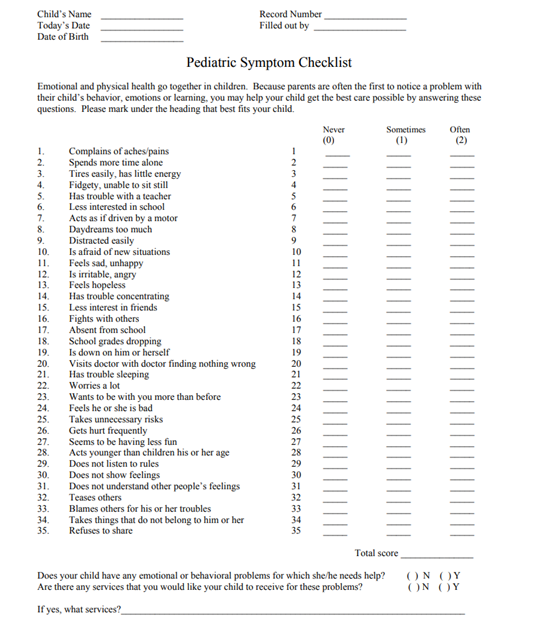 Child's Name ____________ Record Number ____________
Today's Date ____________ Filled out by ____________
Date of Birth ____________
Pediatric Symptom Checklist
Emotional and physical health go together in children. Because parents are often the first to notice a problem with
their child's behavior, emotions or learning, you may help your child get the best care possible by answering these
questions. Please mark under the heading that best fits your child.
Never Sometimes Often
(0) (1) (2)
1. Complains of aches/pains 1 ____ ____ ____
2. Spends more time alone 2 ____ ____ ____
3. Tires easily, has little energy 3 ____ ____ ____
4. Fidgety, unable to sit still 4 ____ ____ ____
5. Has trouble with a teacher 5 ____ ____ ____
6. Less interested in school 6 ____ ____ ____
7. Acts as if driven by a motor 7 ____ ____ ____
8. Daydreams too much 8 ____ ____ ____
9. Distracted easily 9 ____ ____ ____
10. Is afraid of new situations 10 ____ ____ ____
11. Feels sad, unhappy 11 ____ ____ ____
12. Is irritable, angry 12 ____ ____ ____
13. Feels hopeless 13 ____ ____ ____
14. Has trouble concentrating 14 ____ ____ ____
15. Less interest in friends 15 ____ ____ ____
16. Fights with others 16 ____ ____ ____
17. Absent from school 17 ____ ____ ____
18. School grades dropping 18 ____ ____ ____
19. Is down on him or herself 19 ____ ____ ____
20. Visits doctor with doctor finding nothing wrong 20 ____ ____ ____
21. Has trouble sleeping 21 ____ ____ ____
22. Worries a lot 22 ____ ____ ____
23. Wants to be with you more than before 23 ____ ____ ____
24. Feels he or she is bad 24 ____ ____ ____
25. Takes unnecessary risks 25 ____ ____ ____
26. Gets hurt frequently 26 ____ ____ ____
27. Seems to be having less fun 27 ____ ____ ____
28. Acts younger than children his or her age 28 ____ ____ ____
29. Does not listen to rules 29 ____ ____ ____
30. Does not show feelings 30 ____ ____ ____
31. Does not understand other people's feelings 31 ____ ____ ____
32. Teases others 32 ____ ____ ____
33. Blames others for his or her troubles 33 ____ ____ ____
34. Takes things that do not belong to him or her 34 ____ ____ ____
35. Refuses to share 35 ____ ____ ____
Total score ____________
Does your child have any emotional or behavioral problems for which she/he needs help? ( ) N ( ) Y
Are there any services that you would like your child to receive for these problems? ( ) N ( ) Y
If yes, what services?____________